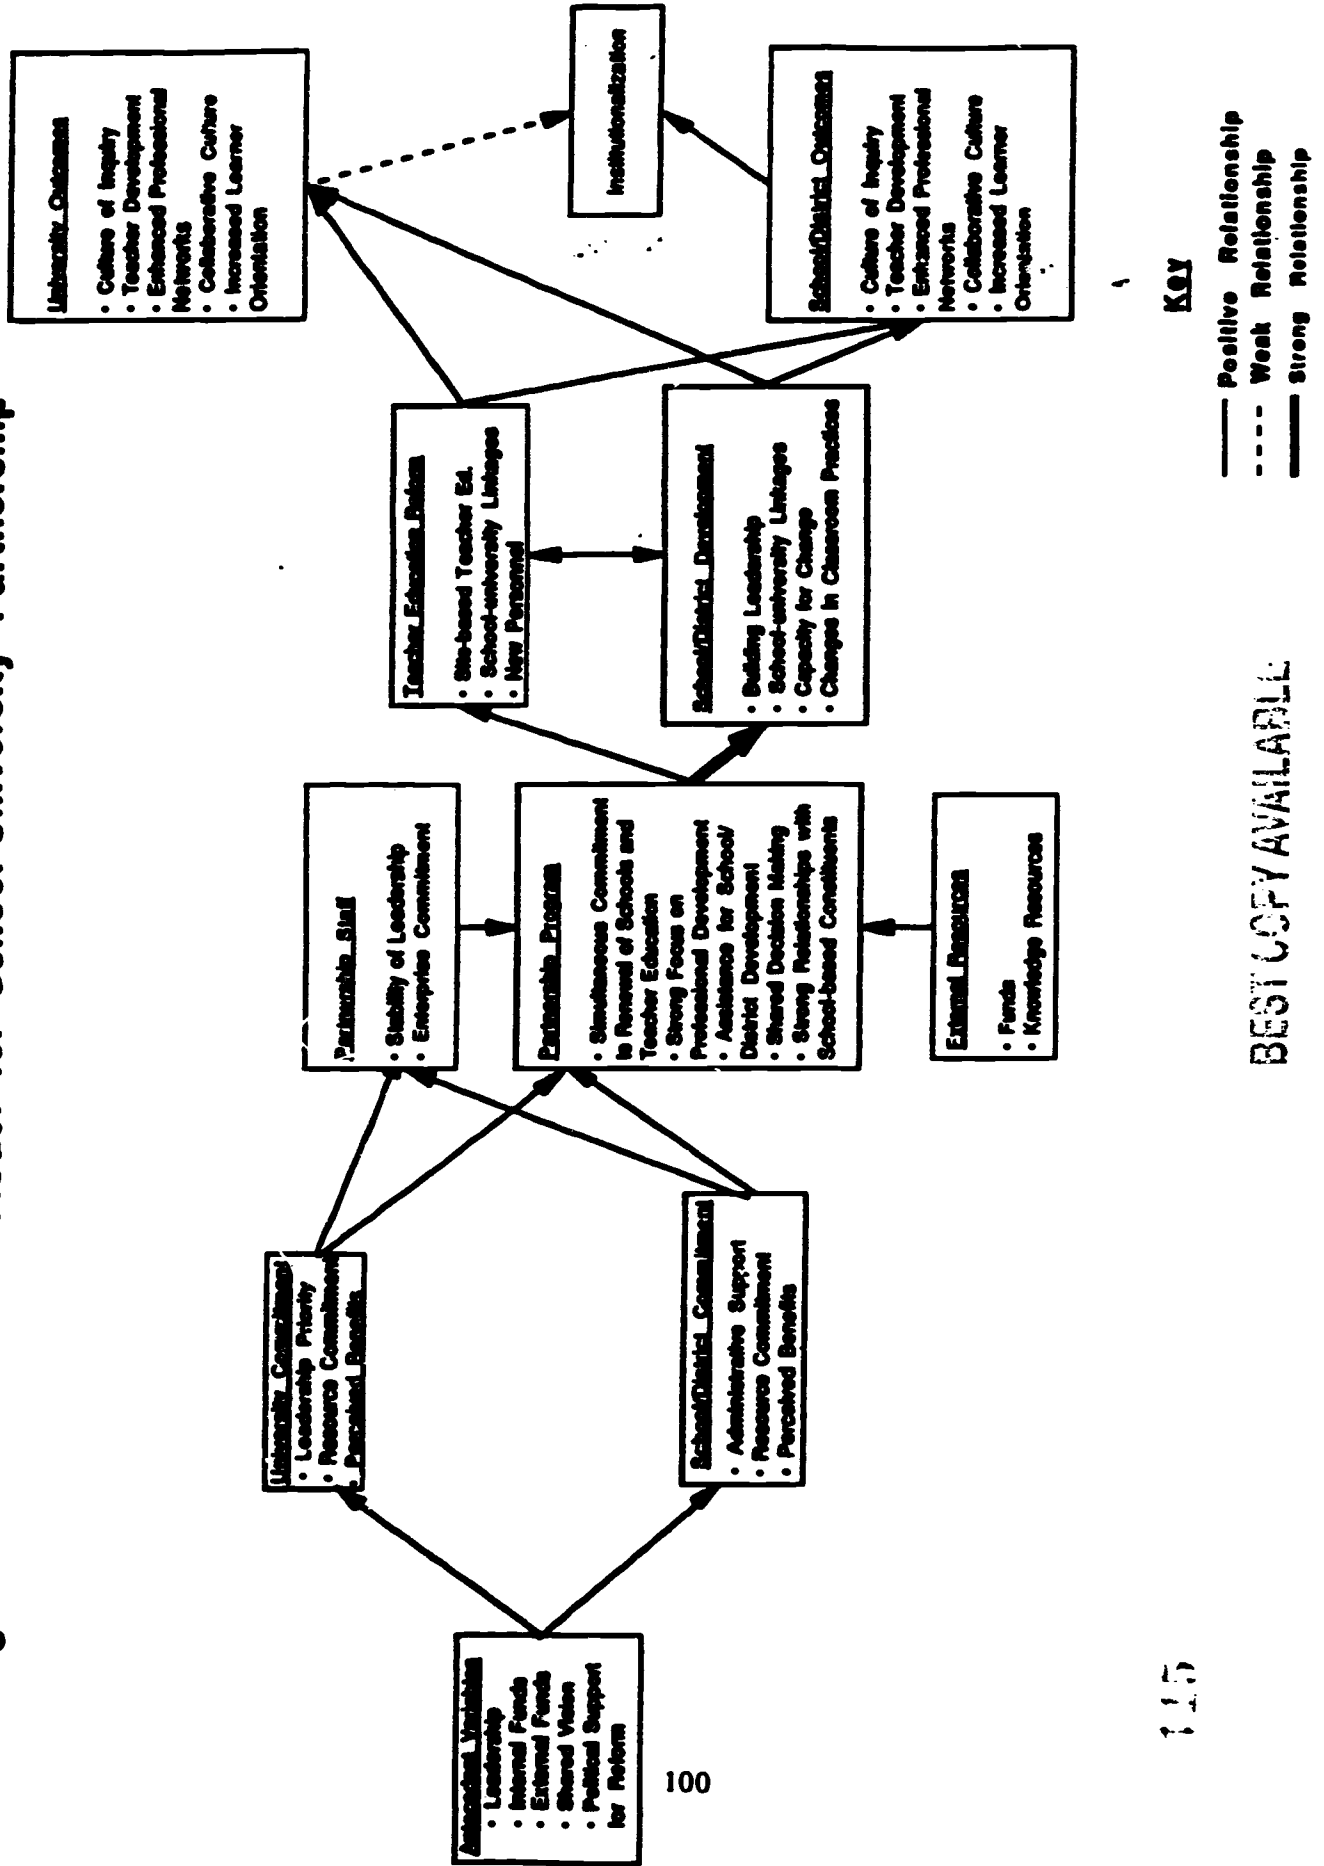 Model for School-University Partnership
Antecedent Variables
• Leadership
• Internal Funds
• External Funds
• Shared Vision
• Political Support
for Reform
University Commitment
• Leadership Priority
• Resource Commitment
• Perceived Benefits
School/District Commitment
• Administrative Support
• Resource Commitment
• Perceived Benefits
Partnership Staff
• Stability of Leadership
• Enterprise Commitment
Partnership Program
• Simultaneous Commitment
to Renewal of Schools and
Teacher Education
• Strong Focus on
Professional Development
• Assistance for School/
District Development
• Shared Decision Making
• Strong Relationships with
School-based Constituents
External Resources
• Funds
• Knowledge Resources
Teacher Education Reform
• Site-based Teacher Ed.
• School-university Linkages
• New Personnel
School/District Development
• Building Leadership
• School-university Linkages
• Capacity for Change
• Changes in Classroom Practices
University Outcomes
• Culture of Inquiry
• Teacher Development
• Enhanced Professional
Networks
• Collaborative Culture
• Increased Learner
Orientation
Institutionalization
School/District Outcomes
• Culture of Inquiry
• Teacher Development
• Enhanced Professional
Networks
• Collaborative Culture
• Increased Learner
Orientation
Key
Positive Relationship
Weak Relationship
Strong Relationship
100
115
BEST COPY AVAILABLE